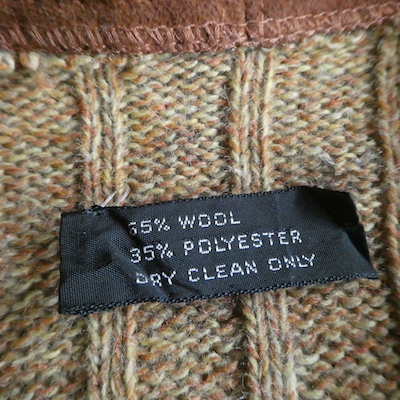 65% WOOL
35% POLYESTER
DRY CLEAN ONLY